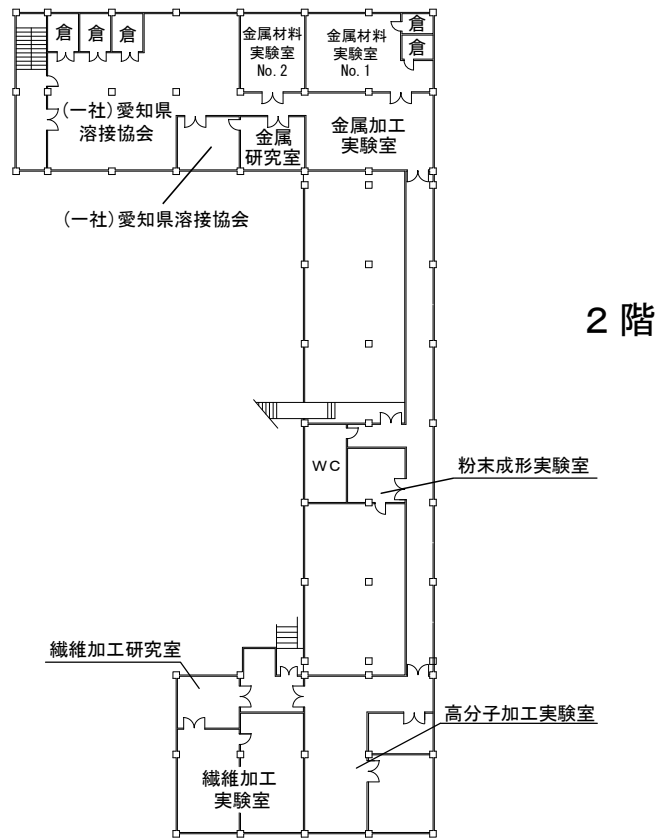 倉 倉 倉
金属材料
実験室
No.2
金属材料
実験室
No.1
倉
倉
(一社)愛知県
溶接協会
金属
研究室
金属加工
実験室
(一社)愛知県溶接協会
2階
WC
粉末成形実験室
繊維加工研究室
高分子加工実験室
繊維加工
実験室